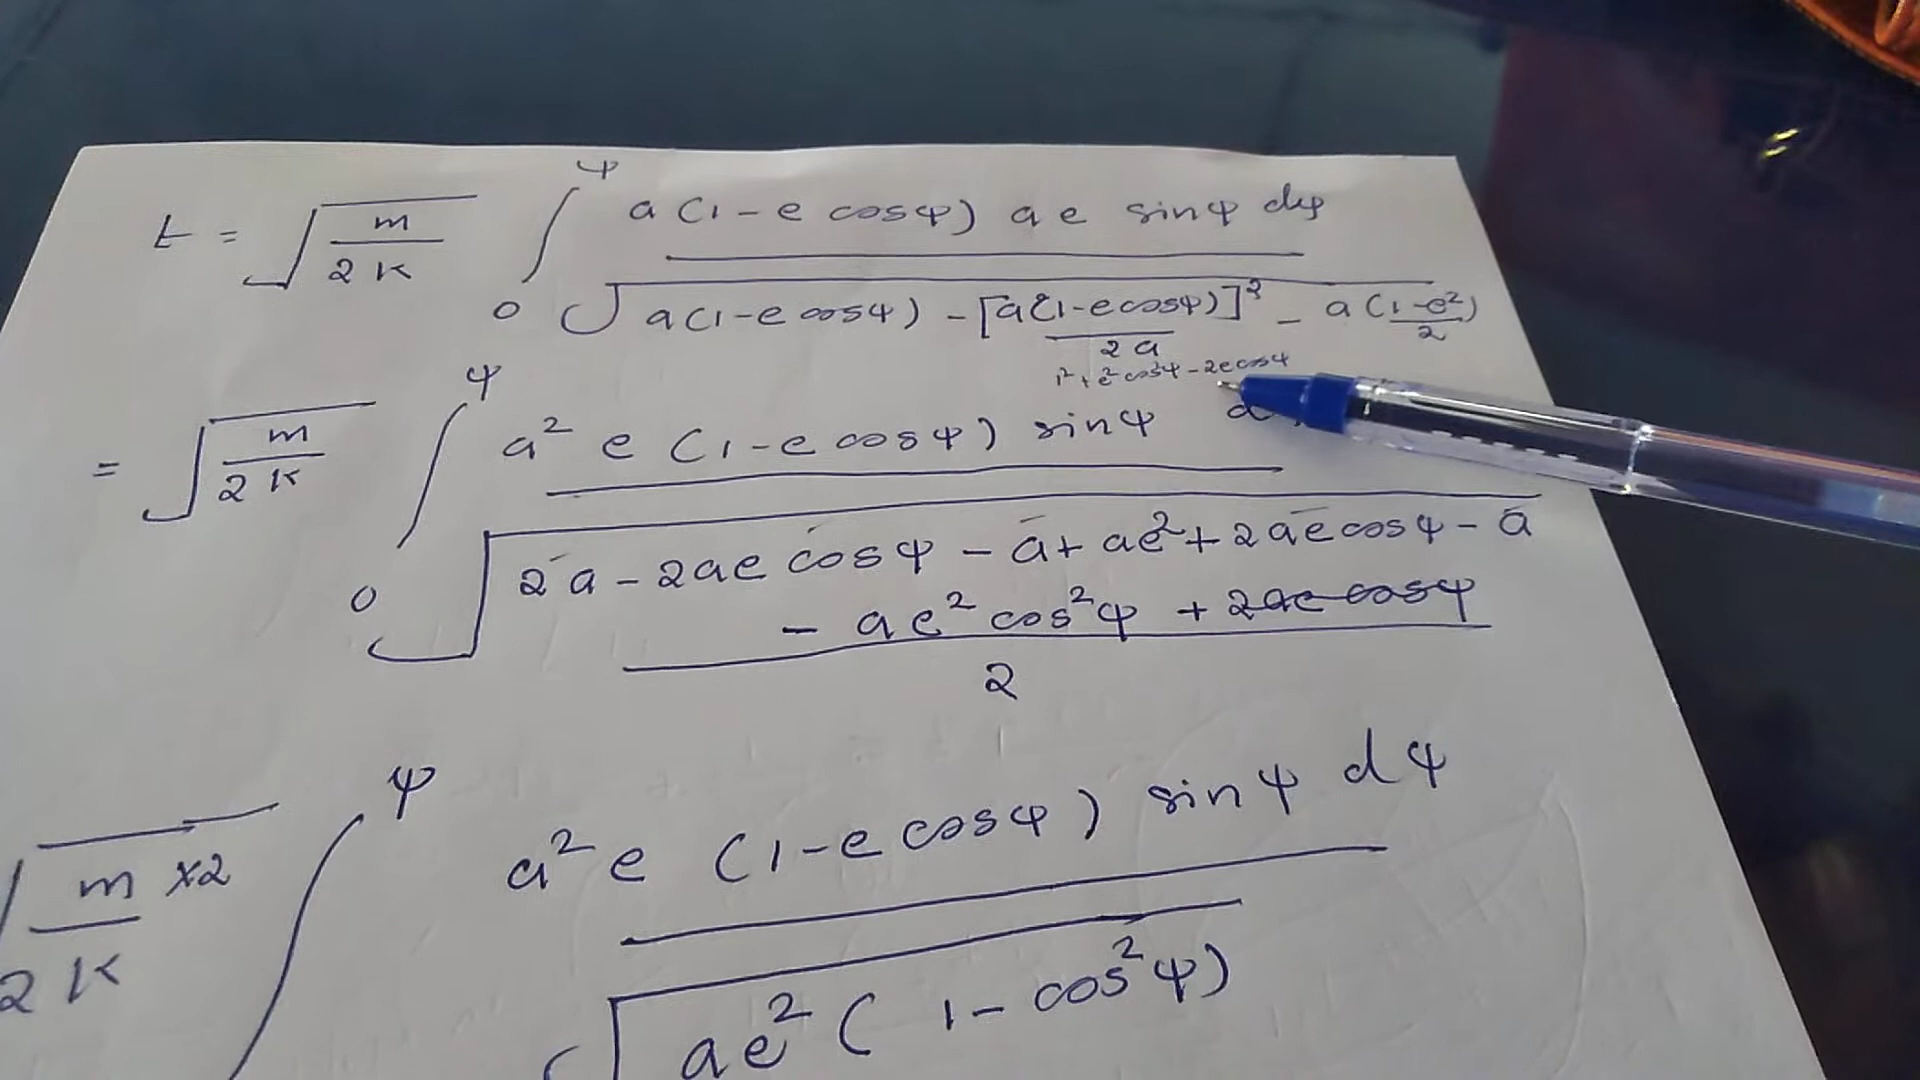 t = √(m / 2K) ∫₀^ψ a(1 - e cosψ) ae sinψ dψ
√ a(1 - e cosψ) - [a(1 - e cosψ)]² / 2a - a(1 - e²) / 2
1² + e² cos²ψ - 2e cosψ
= √(m / 2K) ∫₀^ψ a² e (1 - e cosψ) sinψ d
√ 2a - 2ae cosψ - a + ae² + 2ae cosψ - a
- ae² cos²ψ + 2ae cosψ
2
√(m ×2 / 2K) ∫^ψ a² e (1 - e cosψ) sinψ dψ
√ ae² (1 - cos²ψ)